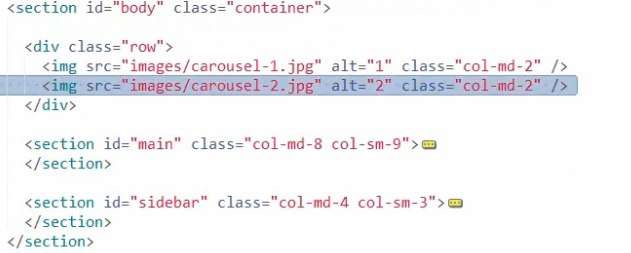 <section id="body" class="container">
<div class="row">
<img src="images/carousel-1.jpg" alt="1" class="col-md-2" />
<img src="images/carousel-2.jpg" alt="2" class="col-md-2" />
</div>
<section id="main" class="col-md-8 col-sm-9">
</section>
<section id="sidebar" class="col-md-4 col-sm-3">
</section>
</section>